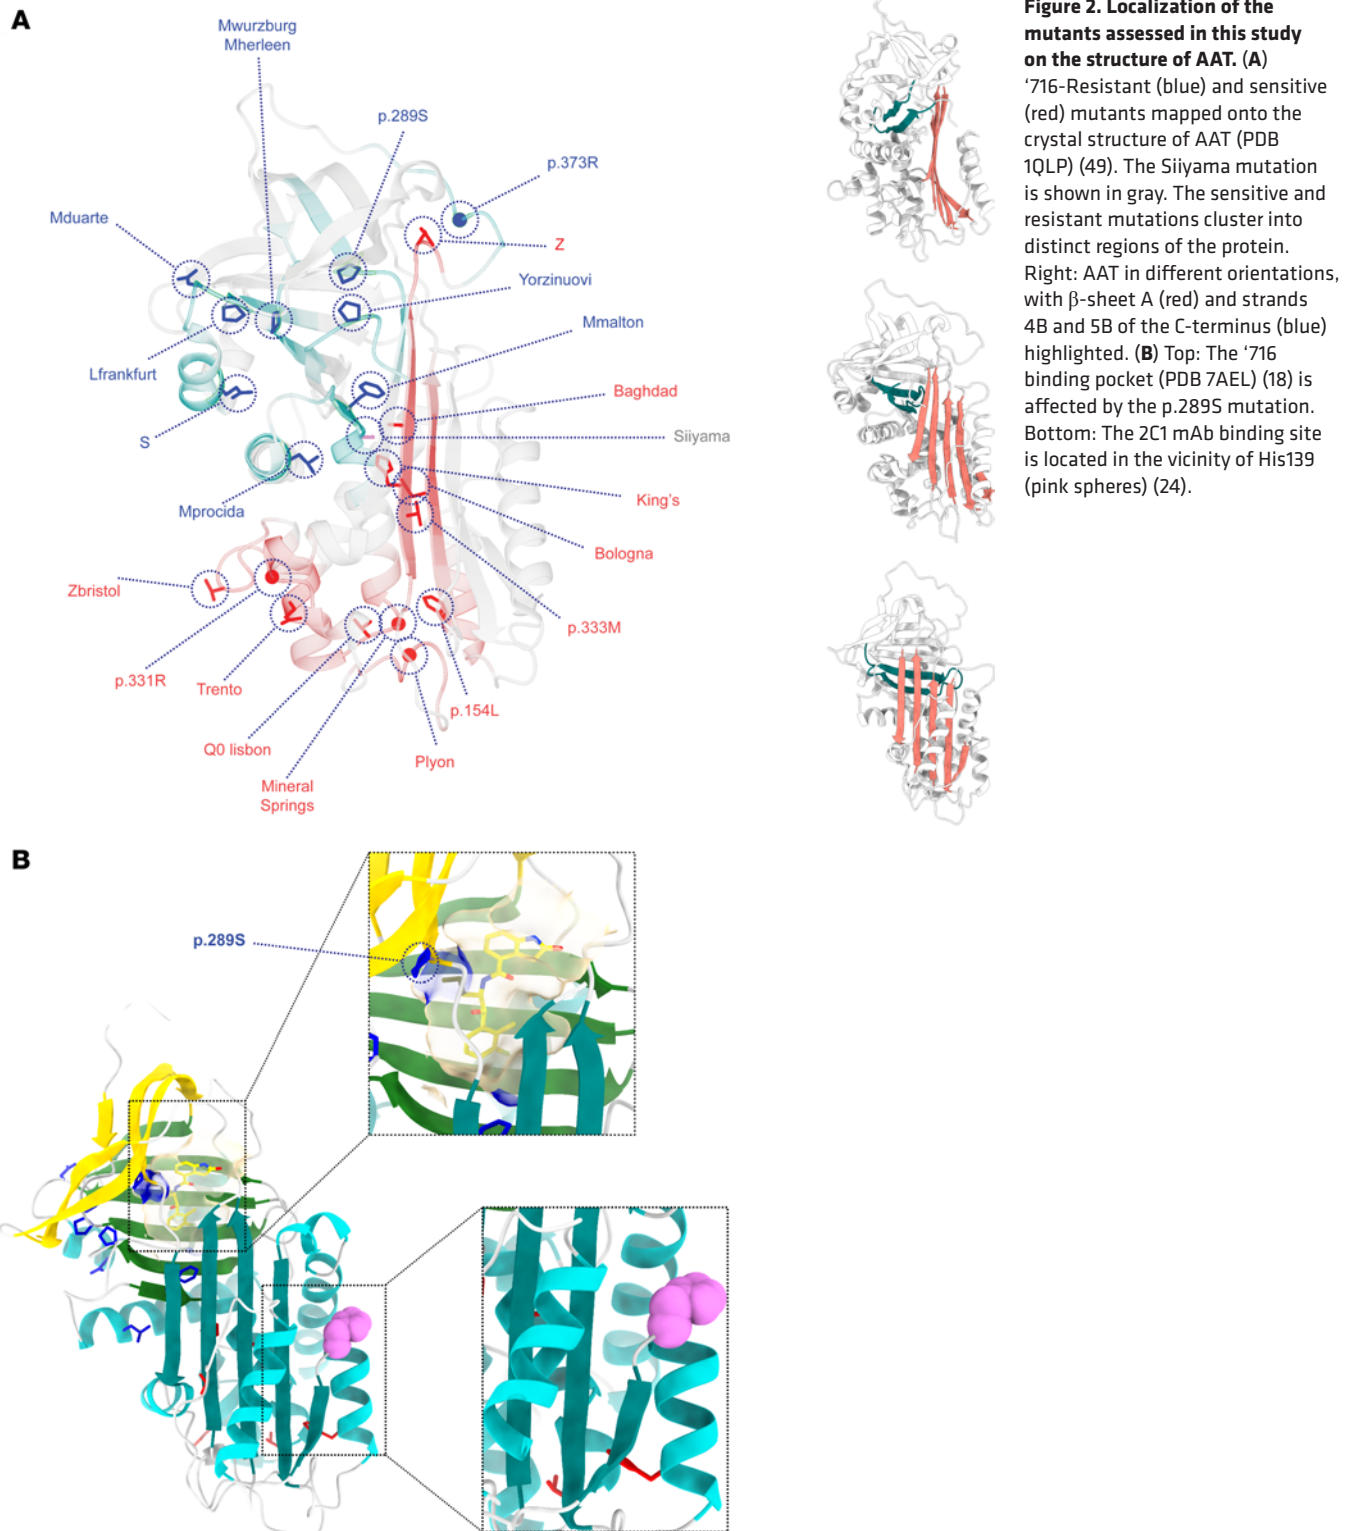 A
Mwurzburg
Mherleen
p.289S
p.373R
Mduarte
Z
Yorzinuovi
Mmalton
Lfrankfurt
Baghdad
S
Siiyama
King's
Mprocida
Bologna
Zbristol
p.333M
p.331R
Trento
p.154L
Q0 lisbon
Plyon
Mineral
Springs
Figure 2. Localization of the
mutants assessed in this study
on the structure of AAT. (A)
‘716-Resistant (blue) and sensitive
(red) mutants mapped onto the
crystal structure of AAT (PDB
1QLP) (49). The Siiyama mutation
is shown in gray. The sensitive and
resistant mutations cluster into
distinct regions of the protein.
Right: AAT in different orientations,
with β-sheet A (red) and strands
4B and 5B of the C-terminus (blue)
highlighted. (B) Top: The ‘716
binding pocket (PDB 7AEL) (18) is
affected by the p.289S mutation.
Bottom: The 2C1 mAb binding site
is located in the vicinity of His139
(pink spheres) (24).
B
p.289S